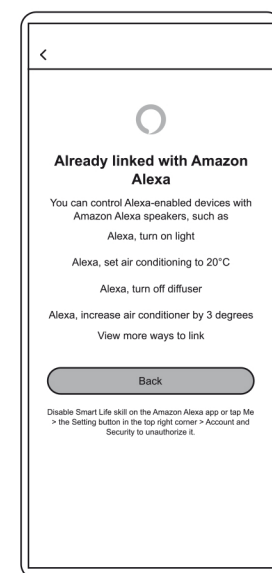 Already linked with Amazon
Alexa
You can control Alexa-enabled devices with
Amazon Alexa speakers, such as
Alexa, turn on light
Alexa, set air conditioning to 20°C
Alexa, turn off diffuser
Alexa, increase air conditioner by 3 degrees
View more ways to link
Back
Disable Smart Life skill on the Amazon Alexa app or tap Me
> the Setting button in the top right corner > Account and
Security to unauthorize it.